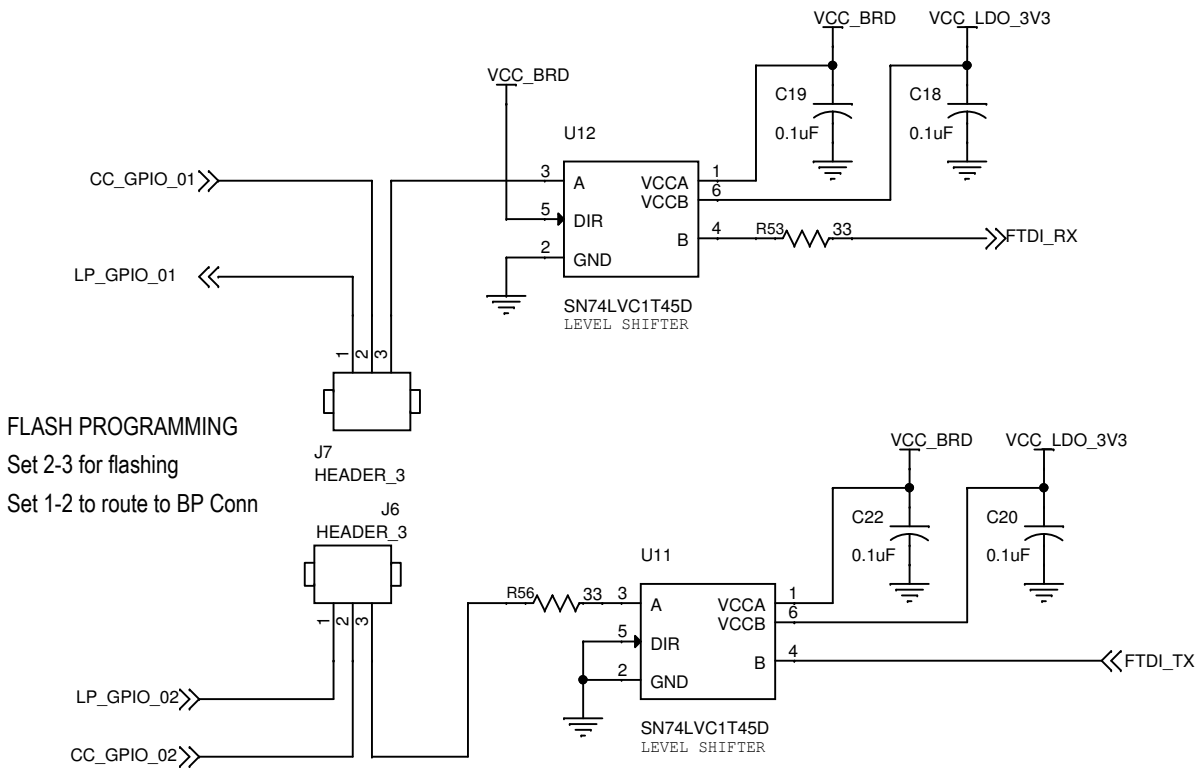 VCC_BRD VCC_LDO_3V3
VCC_BRD
C19 C18
0.1uF 0.1uF
U12
CC_GPIO_01 3 A VCCA 1
VCCB 6
5 DIR
B 4 R53 33 FTDI_RX
2 GND
LP_GPIO_01
SN74LVC1T45D
LEVEL SHIFTER
1 2 3
FLASH PROGRAMMING
Set 2-3 for flashing
Set 1-2 to route to BP Conn
J7
HEADER_3
J6
HEADER_3
VCC_BRD VCC_LDO_3V3
C22 C20
0.1uF 0.1uF
U11
R56 33 3 A VCCA 1
VCCB 6
1 2 3
5 DIR
B 4 FTDI_TX
2 GND
LP_GPIO_02
SN74LVC1T45D
LEVEL SHIFTER
CC_GPIO_02